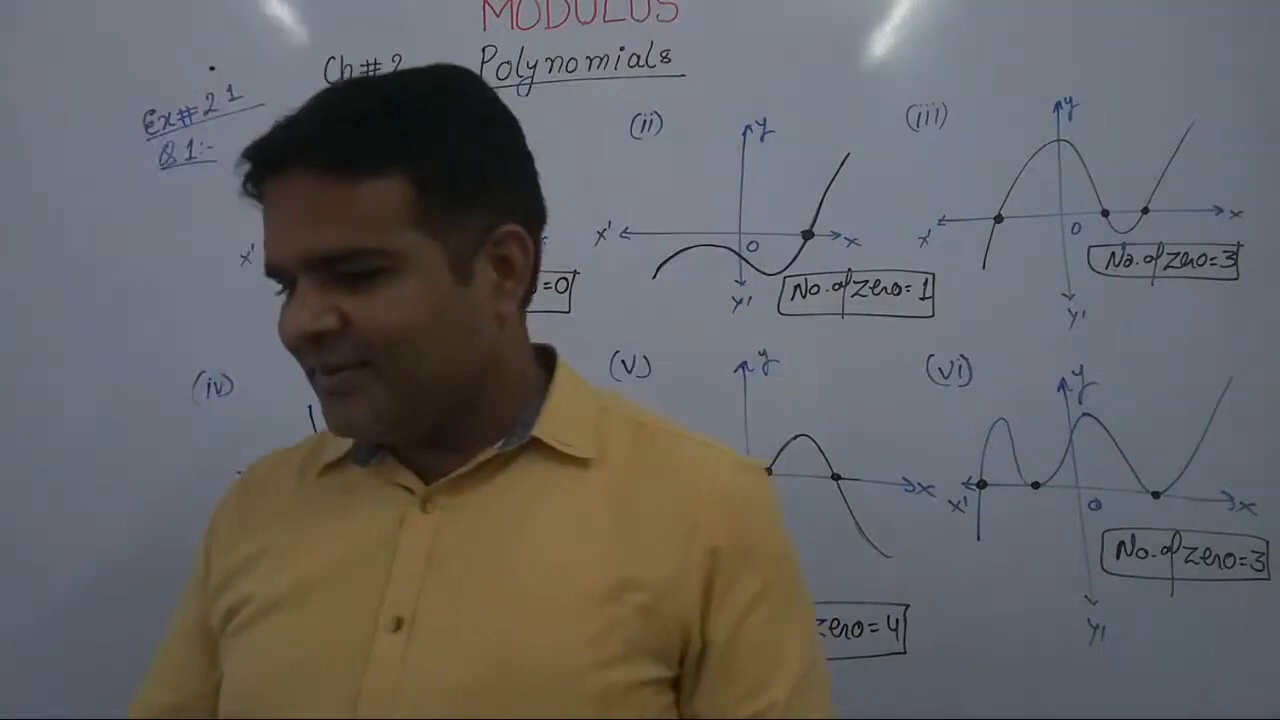 MODULUS
Ch # 2 Polynomials
Ex # 2.1
Q 1:-
(ii) y
x' 0 x
y'
No. of zero = 1
(iii) y
x' 0 x
y'
No. of zero = 3
x'
= 0
(iv)
(v) y
x
zero = 4
(vi) y
x' 0 x
y'
No. of zero = 3